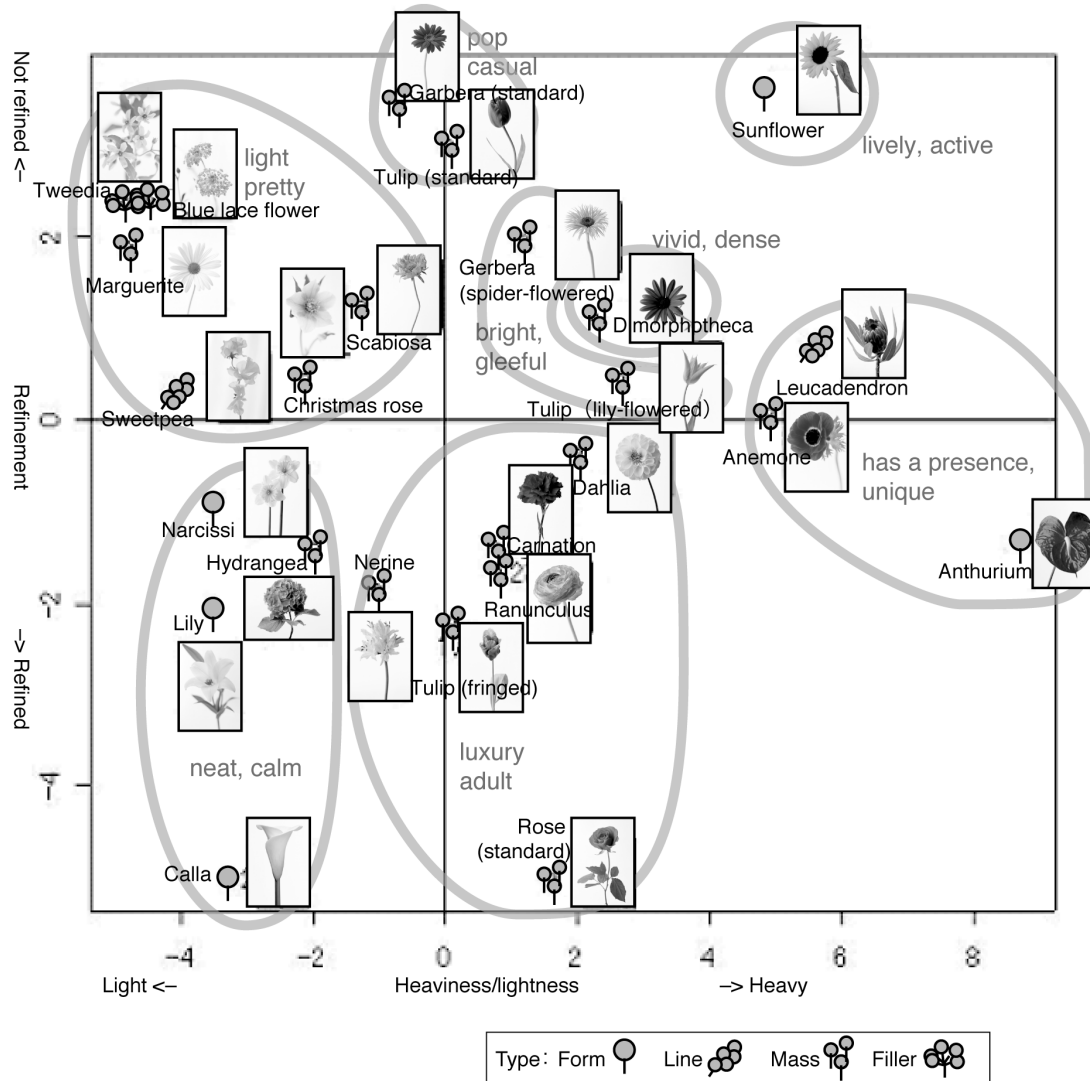 pop
casual
Garbera (standard)
Sunflower
lively, active
Tulip (standard)
light
pretty
Tweedia
Blue lace flower
vivid, dense
Gerbera
(spider-flowered)
Marguerite
Dimorphotheca
bright,
gleeful
Scabiosa
Leucadendron
Christmas rose
Tulip (lily-flowered)
Sweetpea
Anemone
has a presence,
unique
Dahlia
Narcissi
Carnation
Hydrangea
Nerine
Anthurium
Ranunculus
Lily
Tulip (fringed)
neat, calm
luxury
adult
Rose
(standard)
Calla
Not refined <–
Refinement
–> Refined
2
0
-2
-4
-4
-2
0
2
4
6
8
Light <–
Heaviness/lightness
–> Heavy
Type: Form Line Mass Filler